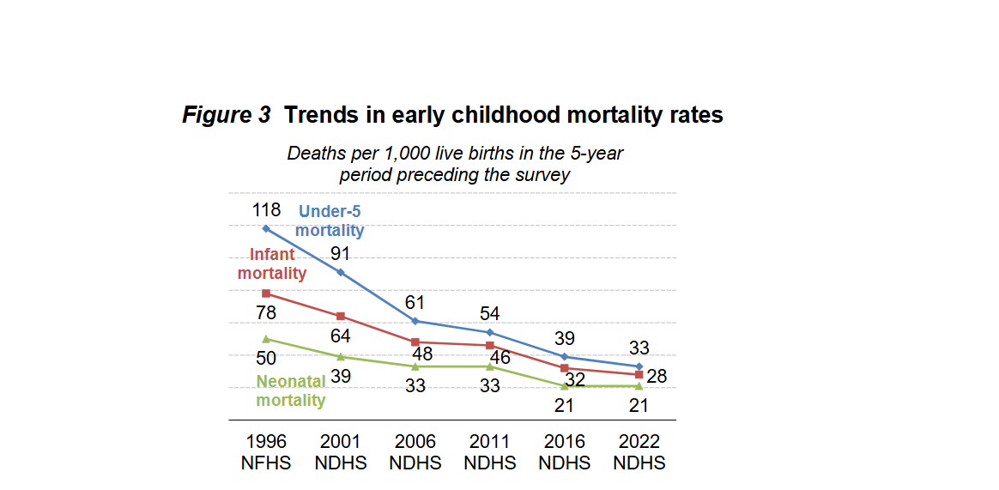 Figure 3 Trends in early childhood mortality rates
Deaths per 1,000 live births in the 5-year
period preceding the survey
118
Under-5
mortality
Infant
mortality
91
78
64
61
54
50
Neonatal
mortality
39
48
46
39
33
33
33
32
28
21
21
1996 2001 2006 2011 2016 2022
NFHS NDHS NDHS NDHS NDHS NDHS